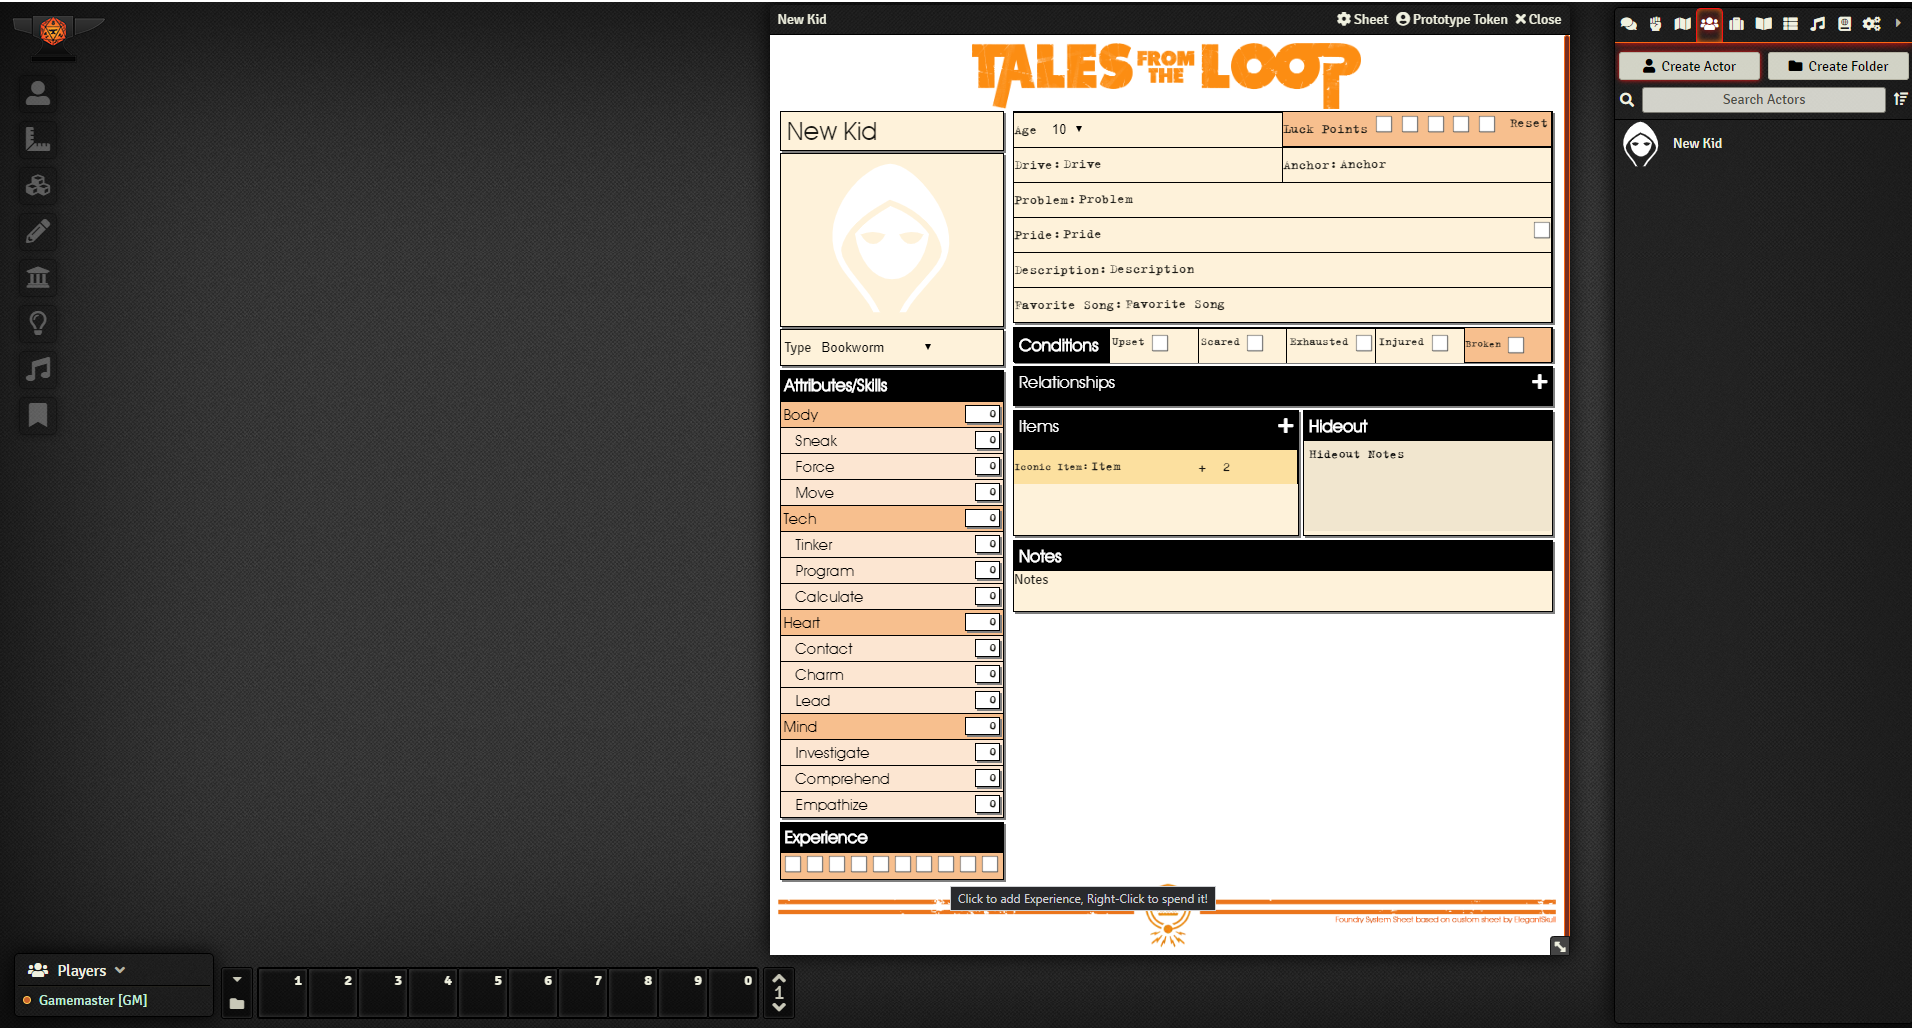 New Kid
Sheet Prototype Token Close
TALES FROM THE LOOP
Create Actor Create Folder
Search Actors
New Kid
New Kid
Age 10 Luck Points Reset
Drive: Drive Anchor: Anchor
Problem: Problem
Pride: Pride
Description: Description
Favorite Song: Favorite Song
Type Bookworm
Conditions Upset Scared Exhausted Injured Broken
Relationships
Items Hideout
Iconic Item: Item + 2
Hideout Notes
Notes
Notes
Attributes/Skills
Body 0
Sneak 0
Force 0
Move 0
Tech 0
Tinker 0
Program 0
Calculate 0
Heart 0
Contact 0
Charm 0
Lead 0
Mind 0
Investigate 0
Comprehend 0
Empathize 0
Experience
Click to add Experience, Right-Click to spend it!
Foundry System Sheet based on custom sheet by ElegantSkull
Players
Gamemaster [GM]
1 2 3 4 5 6 7 8 9 0
1